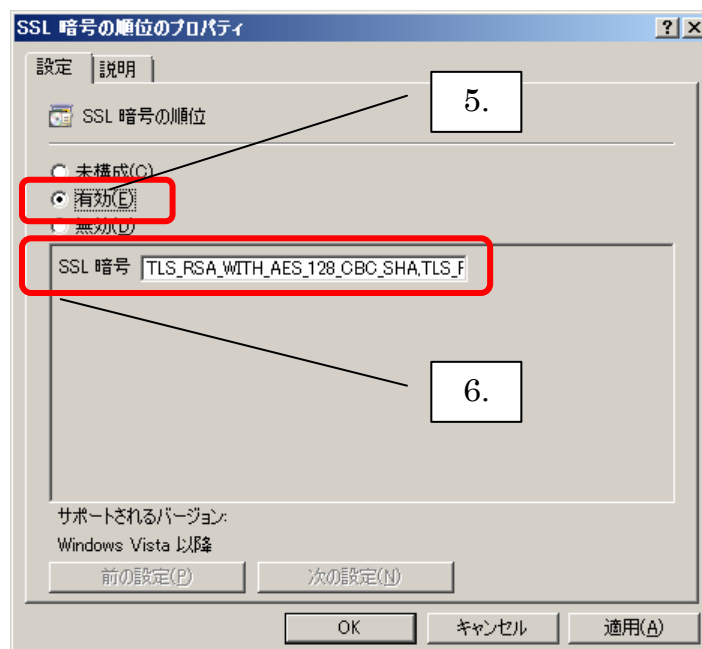 SSL 暗号の順位のプロパティ
設定 説明
5.
SSL 暗号の順位
未構成(C)
有効(E)
無効(D)
SSL 暗号 TLS_RSA_WITH_AES_128_CBC_SHA,TLS_F
6.
サポートされるバージョン:
Windows Vista 以降
前の設定(P) 次の設定(N)
OK キャンセル 適用(A)